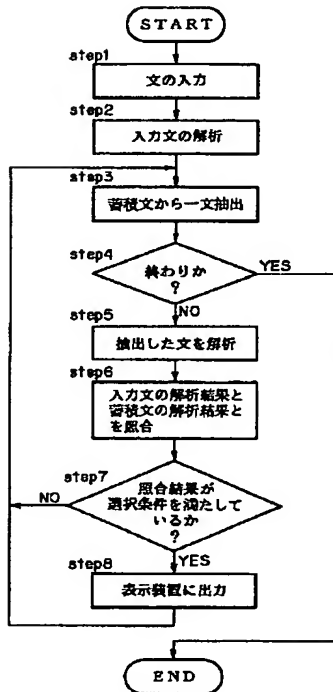 START
step1
文の入力
step2
入力文の解析
step3
蓄積文から一文抽出
step4
終わりか
?
YES
NO
step5
抽出した文を解析
step6
入力文の解析結果と
蓄積文の解析結果と
を照合
step7
照合結果が
選択条件を満たして
いるか
?
NO
YES
step8
表示装置に出力
END